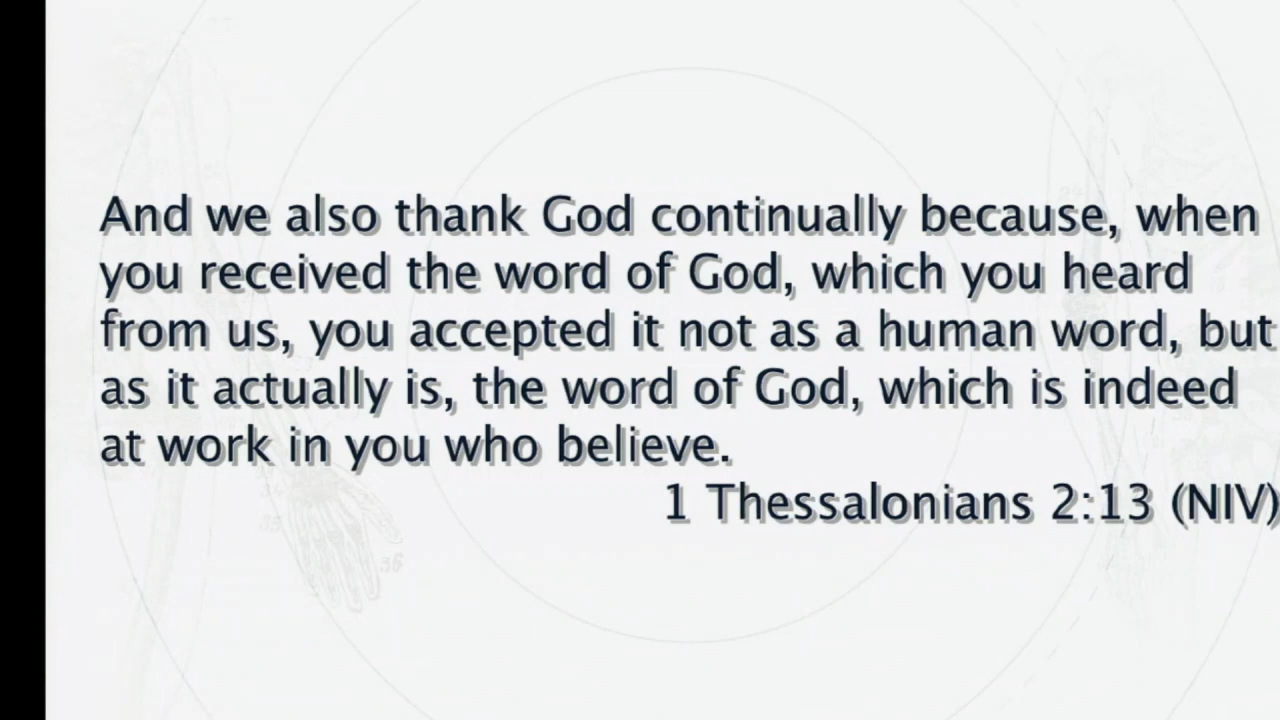 And we also thank God continually because, when
you received the word of God, which you heard
from us, you accepted it not as a human word, but
as it actually is, the word of God, which is indeed
at work in you who believe.
1 Thessalonians 2:13 (NIV)
36